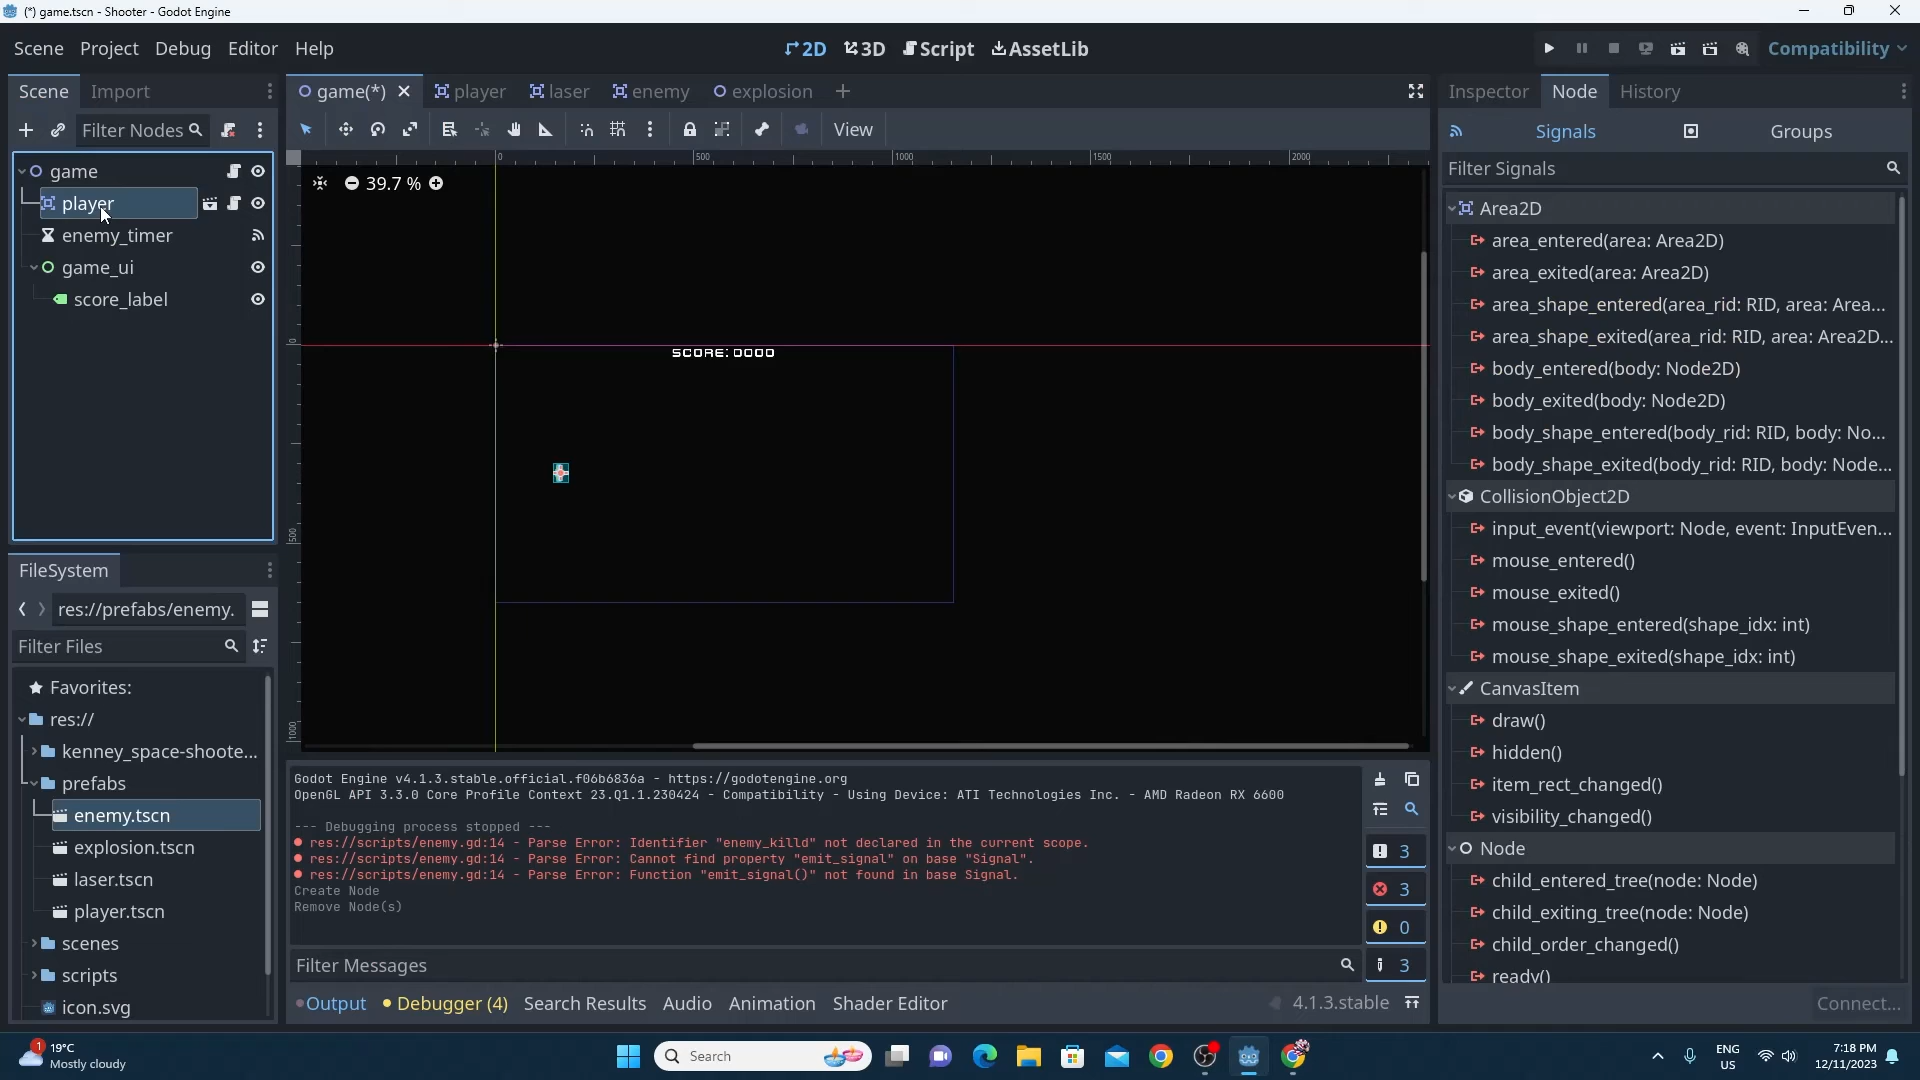 (*) game.tscn - Shooter - Godot Engine
Scene Project Debug Editor Help
2D 3D Script AssetLib
Compatibility
Scene Import
Filter Nodes
game
player
enemy_timer
game_ui
score_label
FileSystem
res://prefabs/enemy.
Filter Files
Favorites:
res://
kenney_space-shoote...
prefabs
enemy.tscn
explosion.tscn
laser.tscn
player.tscn
scenes
scripts
icon.svg
game(*) player laser enemy explosion
View
0 500 1000 1500 2000
39.7 %
0
500
1000
SCORE: 0000
Godot Engine v4.1.3.stable.official.f06b6836a - https://godotengine.org
OpenGL API 3.3.0 Core Profile Context 23.Q1.1.230424 - Compatibility - Using Device: ATI Technologies Inc. - AMD Radeon RX 6600
--- Debugging process stopped ---
res://scripts/enemy.gd:14 - Parse Error: Identifier "enemy_killd" not declared in the current scope.
res://scripts/enemy.gd:14 - Parse Error: Cannot find property "emit_signal" on base "Signal".
res://scripts/enemy.gd:14 - Parse Error: Function "emit_signal()" not found in base Signal.
Create Node
Remove Node(s)
3
3
0
3
Filter Messages
Output Debugger (4) Search Results Audio Animation Shader Editor
4.1.3.stable
Inspector Node History
Signals Groups
Filter Signals
Area2D
area_entered(area: Area2D)
area_exited(area: Area2D)
area_shape_entered(area_rid: RID, area: Area...
area_shape_exited(area_rid: RID, area: Area2D...
body_entered(body: Node2D)
body_exited(body: Node2D)
body_shape_entered(body_rid: RID, body: No...
body_shape_exited(body_rid: RID, body: Node...
CollisionObject2D
input_event(viewport: Node, event: InputEven...
mouse_entered()
mouse_exited()
mouse_shape_entered(shape_idx: int)
mouse_shape_exited(shape_idx: int)
CanvasItem
draw()
hidden()
item_rect_changed()
visibility_changed()
Node
child_entered_tree(node: Node)
child_exiting_tree(node: Node)
child_order_changed()
ready()
Connect...
1
19°C
Mostly cloudy
Search
ENG
US
7:18 PM
12/11/2023